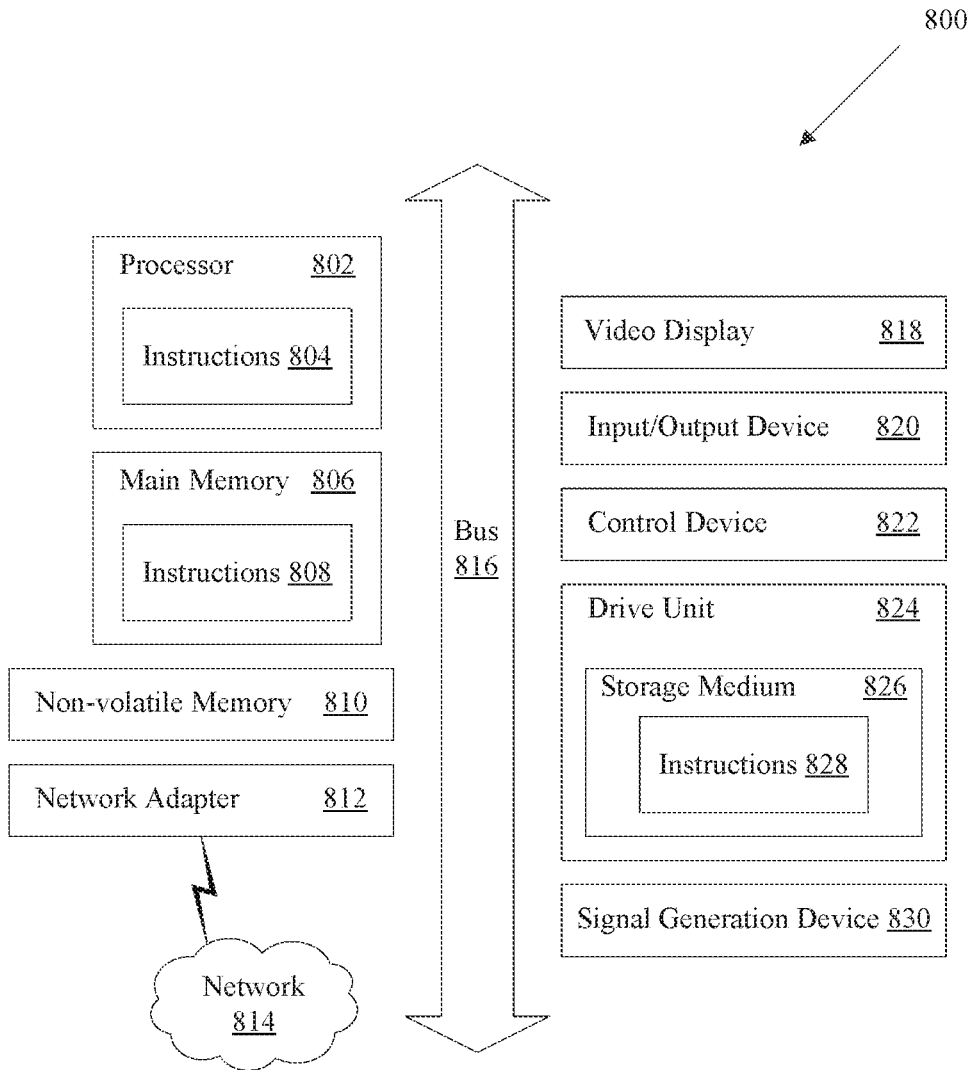 800
Processor 802
Instructions 804
Main Memory 806
Instructions 808
Non-volatile Memory 810
Network Adapter 812
Network
814
Bus
816
Video Display 818
Input/Output Device 820
Control Device 822
Drive Unit 824
Storage Medium 826
Instructions 828
Signal Generation Device 830